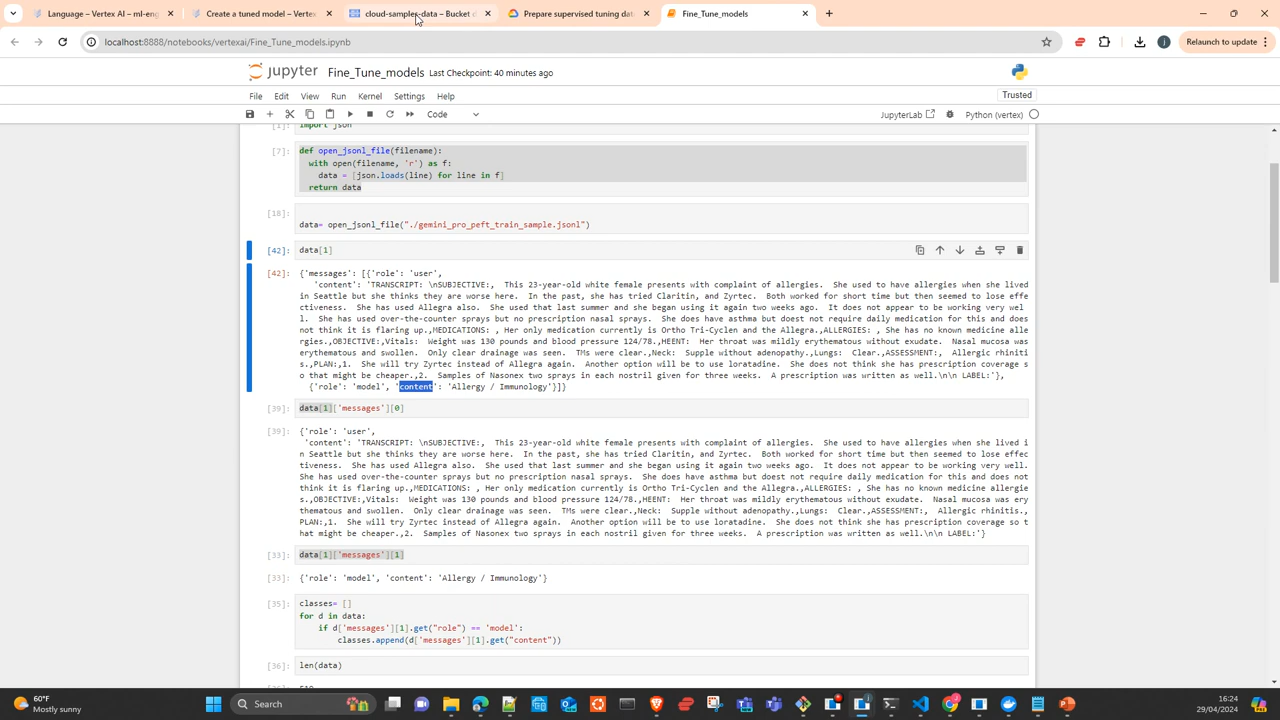 Language – Vertex AI – ml-eng
Create a tuned model – Vertex
cloud-samples-data – Bucket d
Prepare supervised tuning dat
Fine_Tune_models
localhost:8888/notebooks/vertexai/Fine_Tune_models.ipynb
Relaunch to update
jupyter Fine_Tune_models Last Checkpoint: 40 minutes ago
File Edit View Run Kernel Settings Help
Trusted
Code
JupyterLab
Python (vertex)
[1]: import json
[7]: def open_jsonl_file(filename):
with open(filename, 'r') as f:
data = [json.loads(line) for line in f]
return data
[18]:
data= open_jsonl_file("./gemini_pro_peft_train_sample.jsonl")
[42]: data[1]
[42]: {'messages': [{'role': 'user',
'content': 'TRANSCRIPT: \nSUBJECTIVE:,  This 23-year-old white female presents with complaint of allergies.  She used to have allergies when she lived
in Seattle but she thinks they are worse here.  In the past, she has tried Claritin, and Zyrtec.  Both worked for short time but then seemed to lose effe
ctiveness.  She has used Allegra also.  She used that last summer and she began using it again two weeks ago.  It does not appear to be working very wel
l.  She has used over-the-counter sprays but no prescription nasal sprays.  She does have asthma but doest not require daily medication for this and does
not think it is flaring up.,MEDICATIONS: , Her only medication currently is Ortho Tri-Cyclen and the Allegra.,ALLERGIES: , She has no known medicine alle
rgies.,OBJECTIVE:,Vitals:  Weight was 130 pounds and blood pressure 124/78.,HEENT:  Her throat was mildly erythematous without exudate.  Nasal mucosa was
erythematous and swollen.  Only clear drainage was seen.  TMs were clear.,Neck:  Supple without adenopathy.,Lungs:  Clear.,ASSESSMENT:,  Allergic rhiniti
s.,PLAN:,1.  She will try Zyrtec instead of Allegra again.  Another option will be to use loratadine.  She does not think she has prescription coverage s
o that might be cheaper.,2.  Samples of Nasonex two sprays in each nostril given for three weeks.  A prescription was written as well.\n\n LABEL:'},
{'role': 'model', 'content': 'Allergy / Immunology'}]}
[39]: data[1]['messages'][0]
[39]: {'role': 'user',
'content': 'TRANSCRIPT: \nSUBJECTIVE:,  This 23-year-old white female presents with complaint of allergies.  She used to have allergies when she lived i
n Seattle but she thinks they are worse here.  In the past, she has tried Claritin, and Zyrtec.  Both worked for short time but then seemed to lose effec
tiveness.  She has used Allegra also.  She used that last summer and she began using it again two weeks ago.  It does not appear to be working very well.
She has used over-the-counter sprays but no prescription nasal sprays.  She does have asthma but doest not require daily medication for this and does not
think it is flaring up.,MEDICATIONS: , Her only medication currently is Ortho Tri-Cyclen and the Allegra.,ALLERGIES: , She has no known medicine allergie
s.,OBJECTIVE:,Vitals:  Weight was 130 pounds and blood pressure 124/78.,HEENT:  Her throat was mildly erythematous without exudate.  Nasal mucosa was ery
thematous and swollen.  Only clear drainage was seen.  TMs were clear.,Neck:  Supple without adenopathy.,Lungs:  Clear.,ASSESSMENT:,  Allergic rhinitis.,
PLAN:,1.  She will try Zyrtec instead of Allegra again.  Another option will be to use loratadine.  She does not think she has prescription coverage so t
hat might be cheaper.,2.  Samples of Nasonex two sprays in each nostril given for three weeks.  A prescription was written as well.\n\n LABEL:'}
[33]: data[1]['messages'][1]
[33]: {'role': 'model', 'content': 'Allergy / Immunology'}
[35]: classes= []
for d in data:
if d['messages'][1].get("role") == 'model':
classes.append(d['messages'][1].get("content"))
[36]: len(data)
60°F
Mostly sunny
Search
16:24
29/04/2024